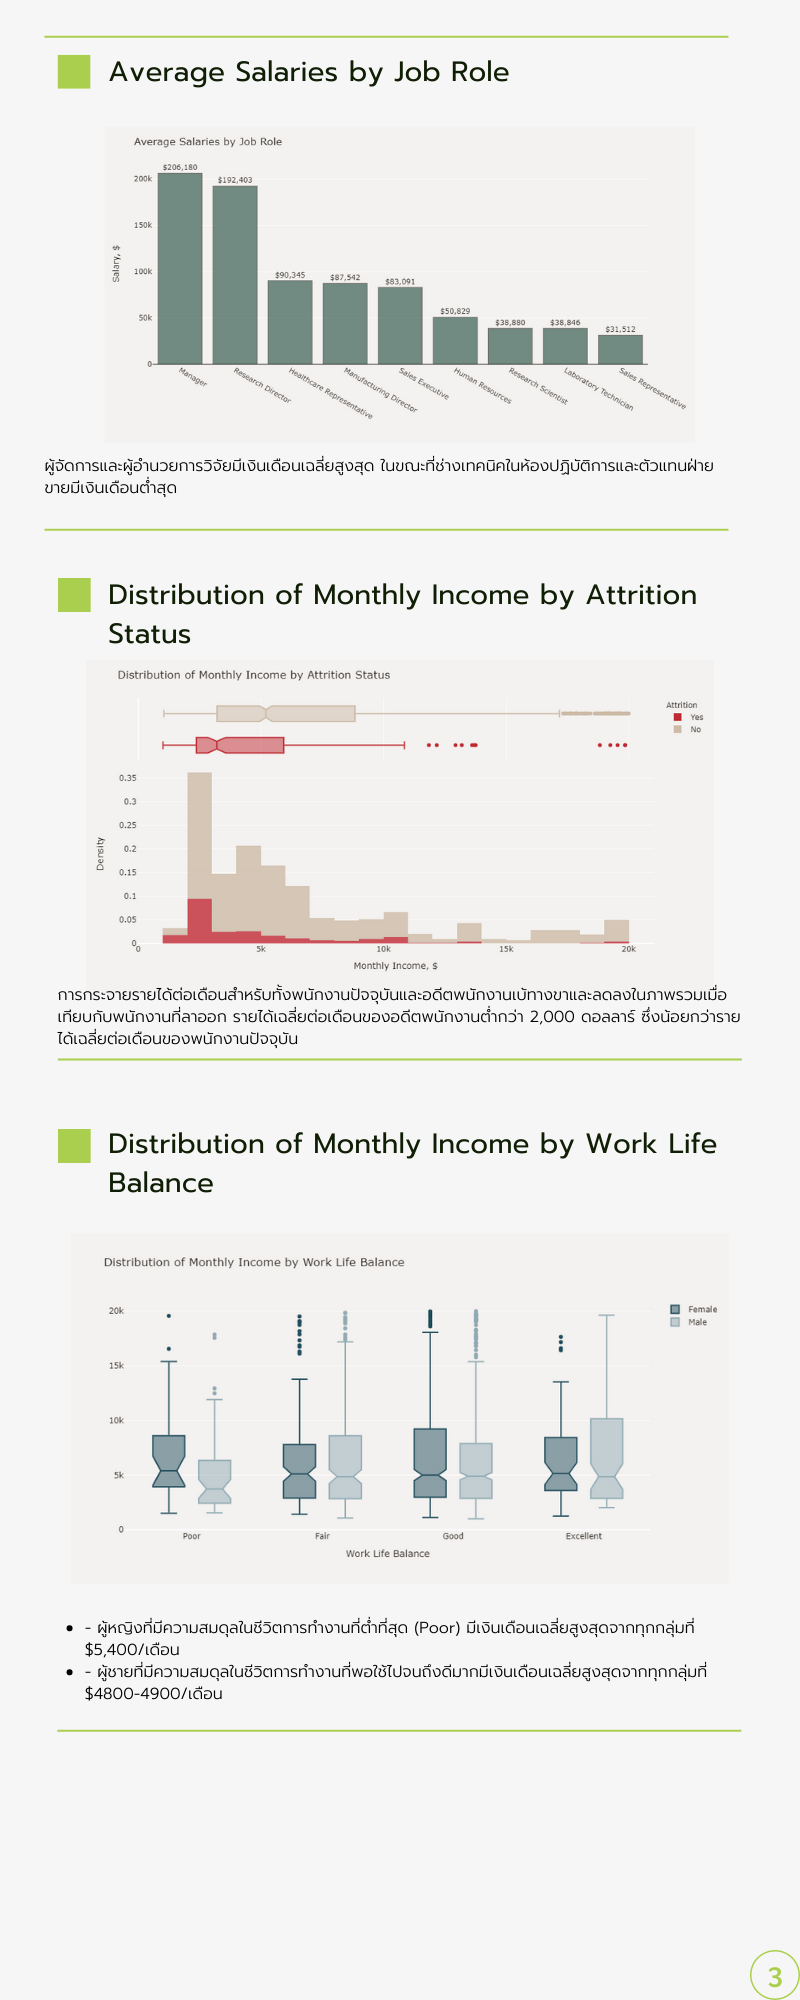 Average Salaries by Job Role
Average Salaries by Job Role
$206,180
$192,403
$90,345
$87,542
$83,091
$50,829
$38,880
$38,846
$31,512
200k
150k
100k
50k
0
Salary, $
Manager
Research Director
Healthcare Representative
Manufacturing Director
Sales Executive
Human Resources
Research Scientist
Laboratory Technician
Sales Representative
ผู้จัดการและผู้อำนวยการวิจัยมีเงินเดือนเฉลี่ยสูงสุด ในขณะที่ช่างเทคนิคในห้องปฏิบัติการและตัวแทนฝ่าย
ขายมีเงินเดือนต่ำสุด
Distribution of Monthly Income by Attrition
Status
Distribution of Monthly Income by Attrition Status
Attrition
Yes
No
0.35
0.3
0.25
0.2
0.15
0.1
0.05
0
Density
0
5k
10k
15k
20k
Monthly Income, $
การกระจายรายได้ต่อเดือนสำหรับทั้งพนักงานปัจจุบันและอดีตพนักงานเบ้ทางขาและลดลงในภาพรวมเมื่อ
เทียบกับพนักงานที่ลาออก รายได้เฉลี่ยต่อเดือนของอดีตพนักงานต่ำกว่า 2,000 ดอลลาร์ ซึ่งน้อยกว่าราย
ได้เฉลี่ยต่อเดือนของพนักงานปัจจุบัน
Distribution of Monthly Income by Work Life
Balance
Distribution of Monthly Income by Work Life Balance
Female
Male
20k
15k
10k
5k
0
Poor
Fair
Good
Excellent
Work Life Balance
- ผู้หญิงที่มีความสมดุลในชีวิตการทำงานที่ต่ำที่สุด (Poor) มีเงินเดือนเฉลี่ยสูงสุดจากทุกกลุ่มที่
$5,400/เดือน
- ผู้ชายที่มีความสมดุลในชีวิตการทำงานที่พอใช้ไปจนถึงดีมากมีเงินเดือนเฉลี่ยสูงสุดจากทุกกลุ่มที่
$4800-4900/เดือน
3